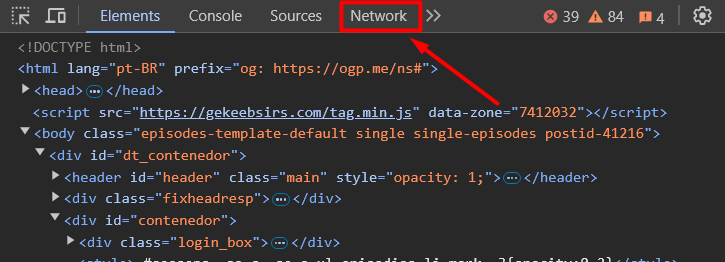 Elements Console Sources Network 39 84 4
<!DOCTYPE html>
<html lang="pt-BR" prefix="og: https://ogp.me/ns#">
<head> </head>
<script src="https://gekeebsirs.com/tag.min.js" data-zone="7412032"></script>
<body class="episodes-template-default single single-episodes postid-41216">
<div id="dt_contenedor">
<header id="header" class="main" style="opacity: 1;"> </header>
<div class="fixheadresp"> </div>
<div id="contenedor">
<div class="login_box"> </div>